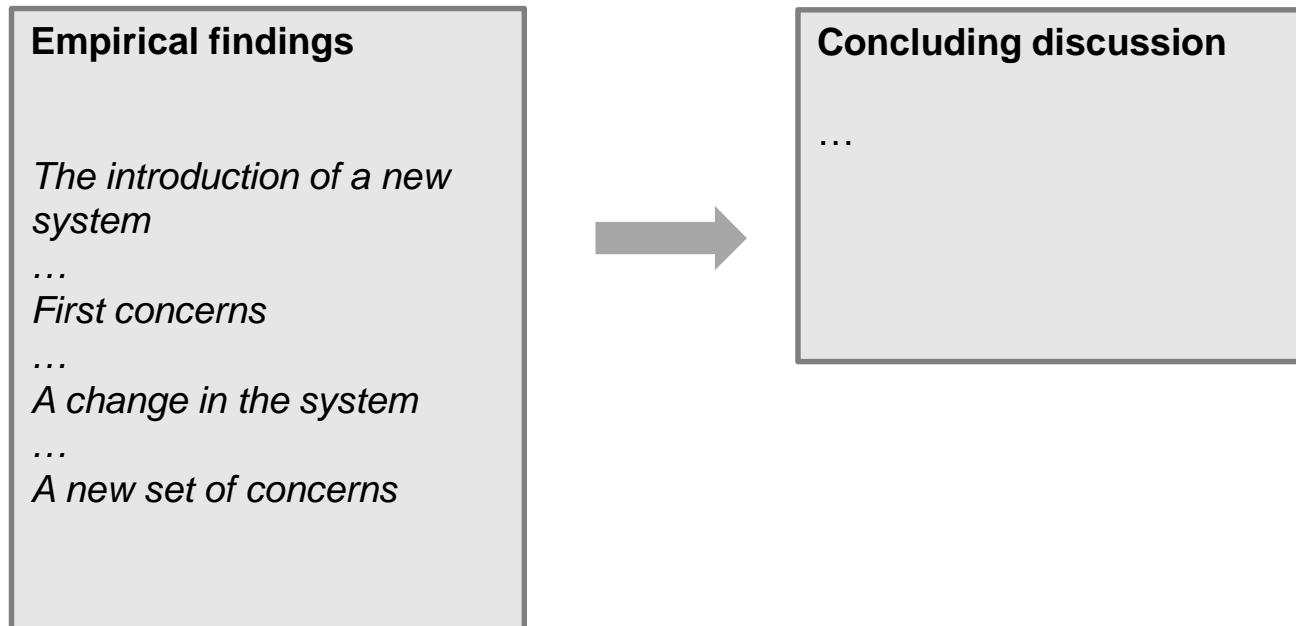 Empirical findings
The introduction of a new
system
…
First concerns
…
A change in the system
…
A new set of concerns
Concluding discussion
…